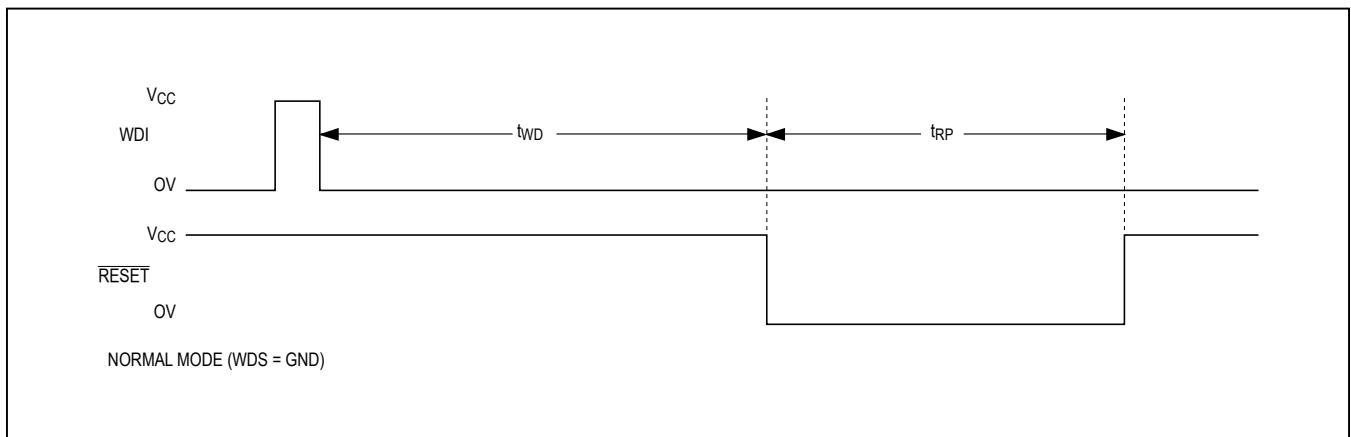 VCC
WDI
tWD
tRP
OV
VCC
RESET
OV
NORMAL MODE (WDS = GND)